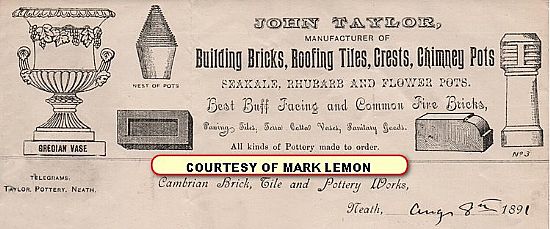 JOHN TAYLOR,
MANUFACTURER OF
Building Bricks, Roofing Tiles, Crests, Chimney Pots
SEAKALE, RHUBARB AND FLOWER POTS.
Best Buff Facing and Common Fire Bricks,
Paving Tiles, Terra Cotta Vases, Sanitary Goods.
All kinds of Pottery made to order.
NEST OF POTS
GREDIAN VASE
No 3
COURTESY OF MARK LEMON
TELEGRAMS.
TAYLOR, POTTERY, NEATH.
Cambrian Brick, Tile and Pottery Works,
Neath, Augt 8th 1891